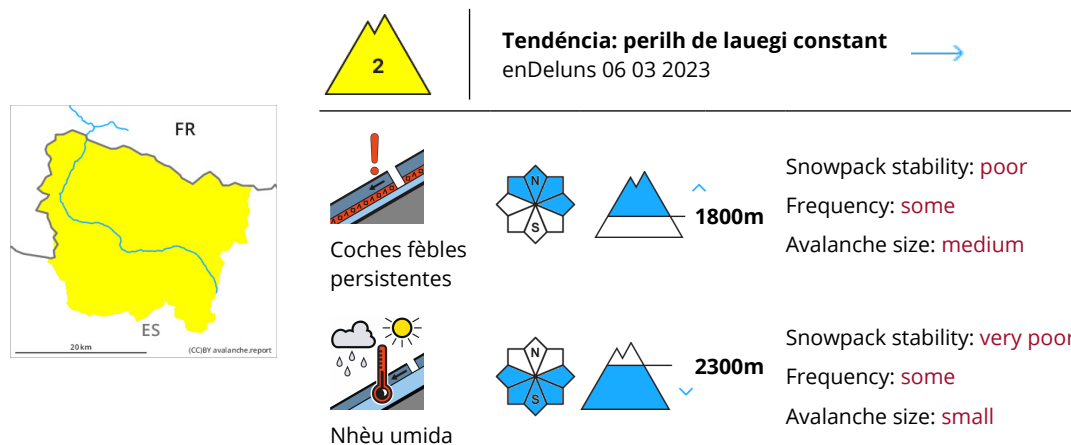 2
Tendéncia: perilh de lauegi constant
enDeluns 06 03 2023
FR
ES
20 km
(CC)BY avalanche.report
Coches fèbles
persistentes
N
S
1800m
Snowpack stability: poor
Frequency: some
Avalanche size: medium
Nhèu umida
N
S
2300m
Snowpack stability: very poor
Frequency: some
Avalanche size: small